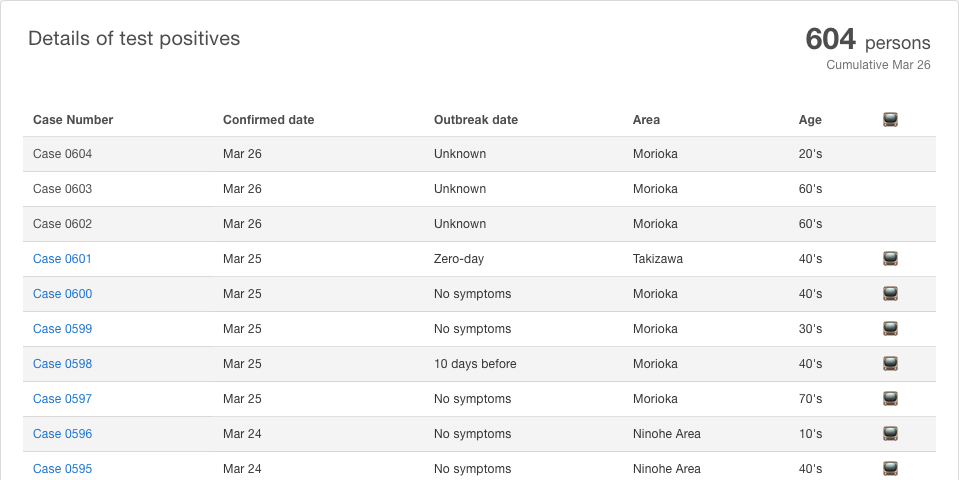 Details of test positives
604 persons
Cumulative Mar 26
Case Number Confirmed date Outbreak date Area Age
Case 0604 Mar 26 Unknown Morioka 20's
Case 0603 Mar 26 Unknown Morioka 60's
Case 0602 Mar 26 Unknown Morioka 60's
Case 0601 Mar 25 Zero-day Takizawa 40's
Case 0600 Mar 25 No symptoms Morioka 40's
Case 0599 Mar 25 No symptoms Morioka 30's
Case 0598 Mar 25 10 days before Morioka 40's
Case 0597 Mar 25 No symptoms Morioka 70's
Case 0596 Mar 24 No symptoms Ninohe Area 10's
Case 0595 Mar 24 No symptoms Ninohe Area 40's